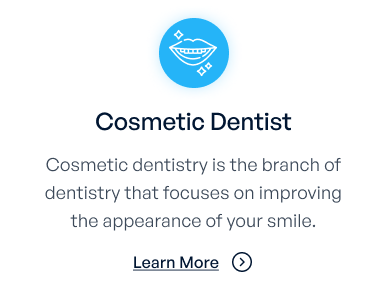 Cosmetic Dentist
Cosmetic dentistry is the branch of
dentistry that focuses on improving
the appearance of your smile.
Learn More